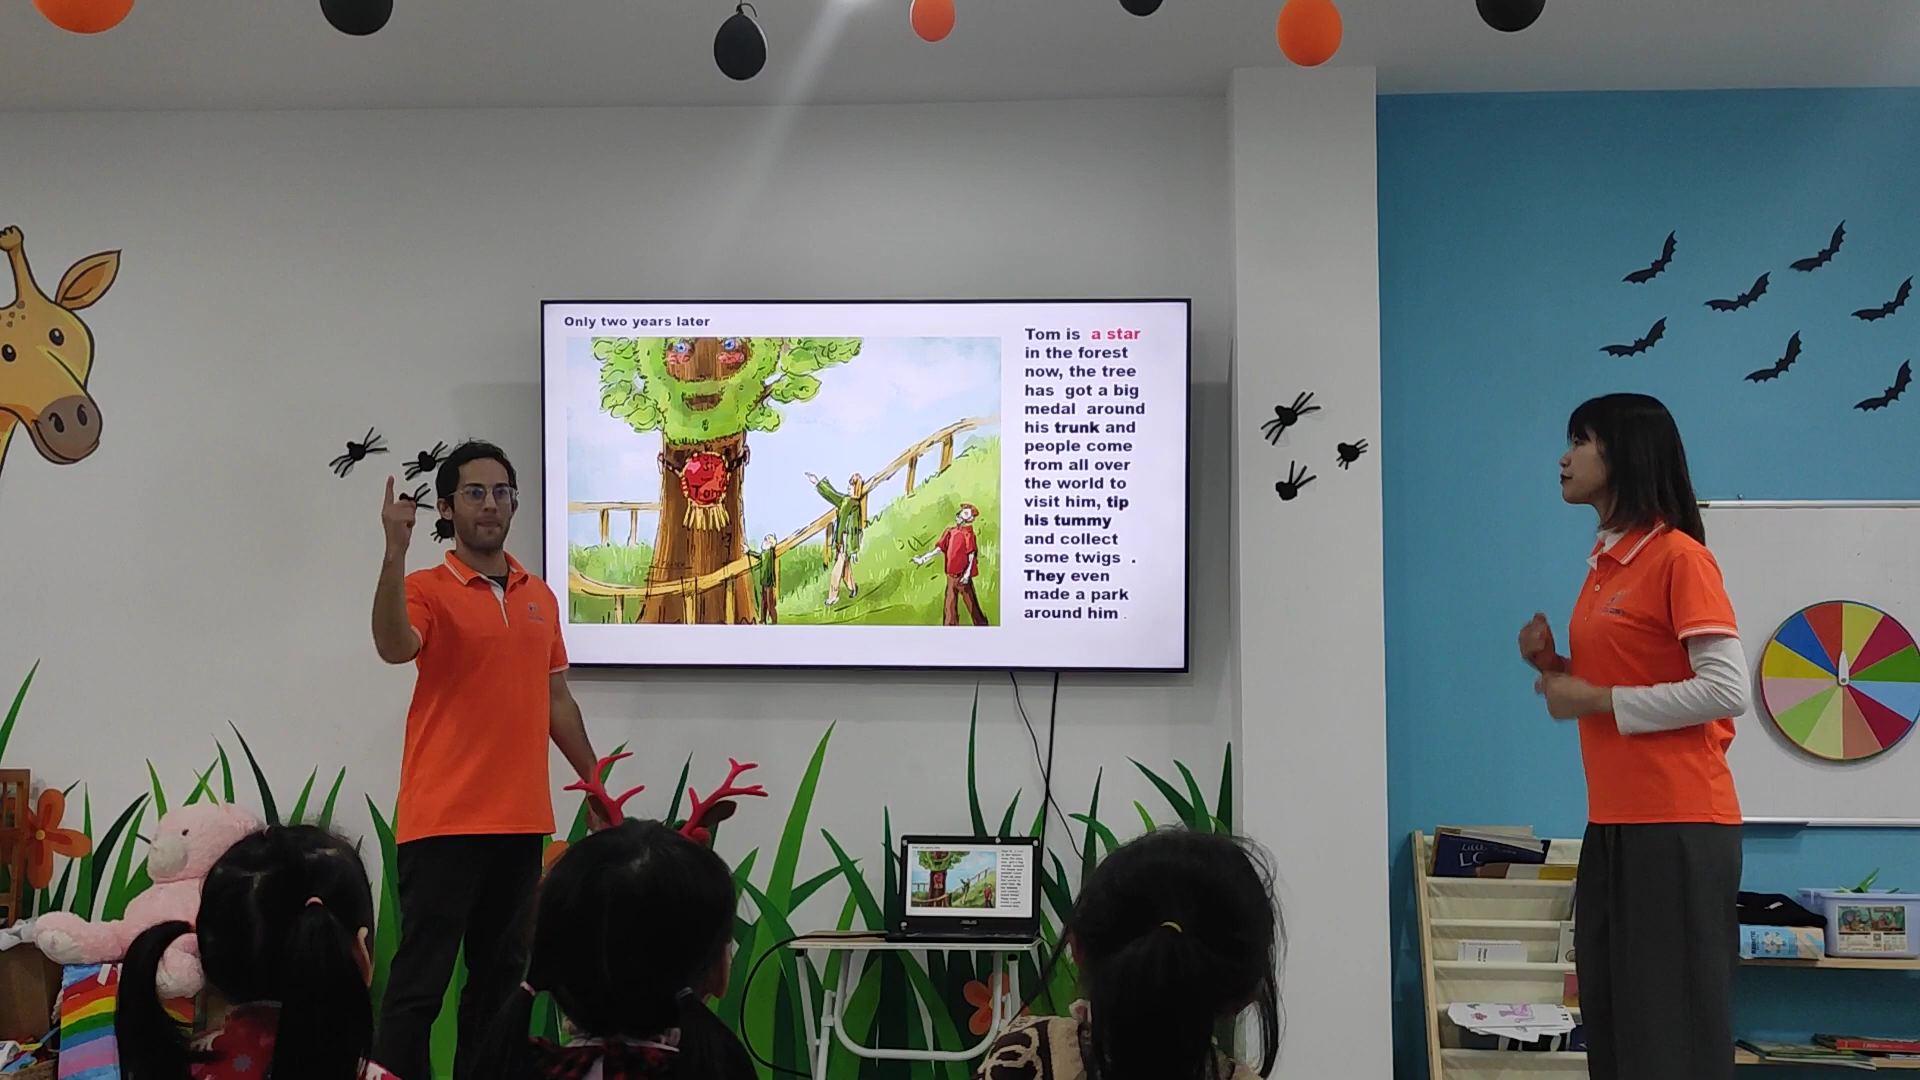 Only two years later
Tom is a star
in the forest
now, the tree
has got a big
medal around
his trunk and
people come
from all over
the world to
visit him, tip
his tummy
and collect
some twigs .
They even
made a park
around him .
Sir
Tom